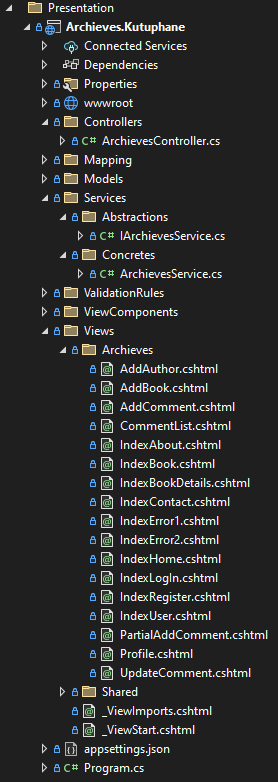 Presentation
Archieves.Kutuphane
Connected Services
Dependencies
Properties
wwwroot
Controllers
C# ArchievesController.cs
Mapping
Models
Services
Abstractions
C# IArchievesService.cs
Concretes
C# ArchievesService.cs
ValidationRules
ViewComponents
Views
Archieves
AddAuthor.cshtml
AddBook.cshtml
AddComment.cshtml
CommentList.cshtml
IndexAbout.cshtml
IndexBook.cshtml
IndexBookDetails.cshtml
IndexContact.cshtml
IndexError1.cshtml
IndexError2.cshtml
IndexHome.cshtml
IndexLogIn.cshtml
IndexRegister.cshtml
IndexUser.cshtml
PartialAddComment.cshtml
Profile.cshtml
UpdateComment.cshtml
Shared
_ViewImports.cshtml
_ViewStart.cshtml
appsettings.json
C# Program.cs